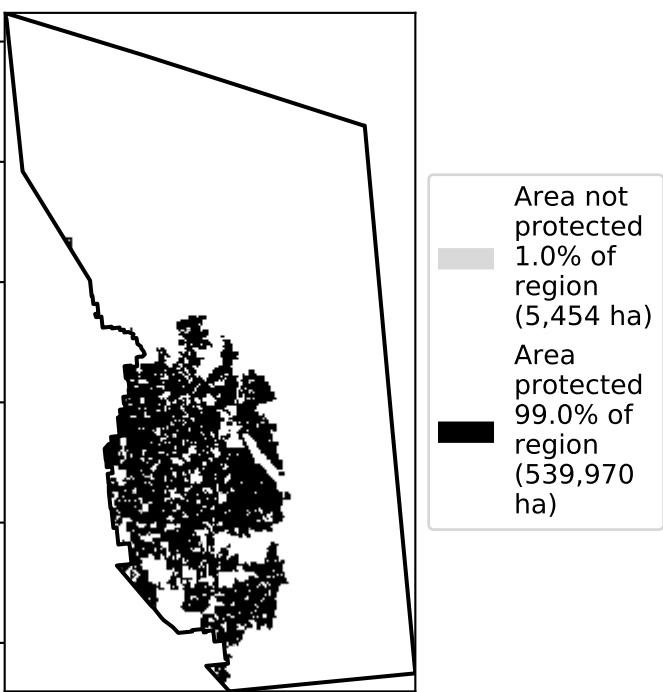 Area not
protected
1.0% of
region
(5,454 ha)
Area
protected
99.0% of
region
(539,970
ha)